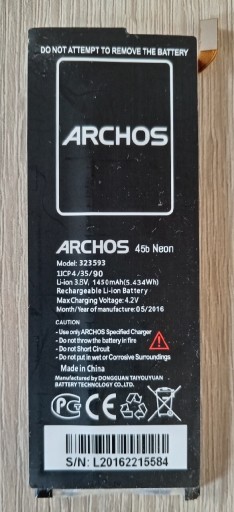 DO NOT ATTEMPT TO REMOVE THE BATTERY
ARCHOS
ARCHOS 45b Neon
Model: 323593
1ICP4/35/90
Li-ion 3.8V, 1450mAh(5.434Wh)
Rechargeable Li-ion Battery
Max Charging Voltage: 4.2V
Month/Year of manufacture: 05/2016
CAUTION
- Use only ARCHOS Specified Charger
- Do not throw the battery in fire
- Do not Short Circuit
- Do not put in wet or Corrosive Surroundings
Made in China
Manufactured by DONGGUAN TAIYOUYUAN
BATTERY TECHNOLOGY CO.,LTD.
S/N: L20162215584